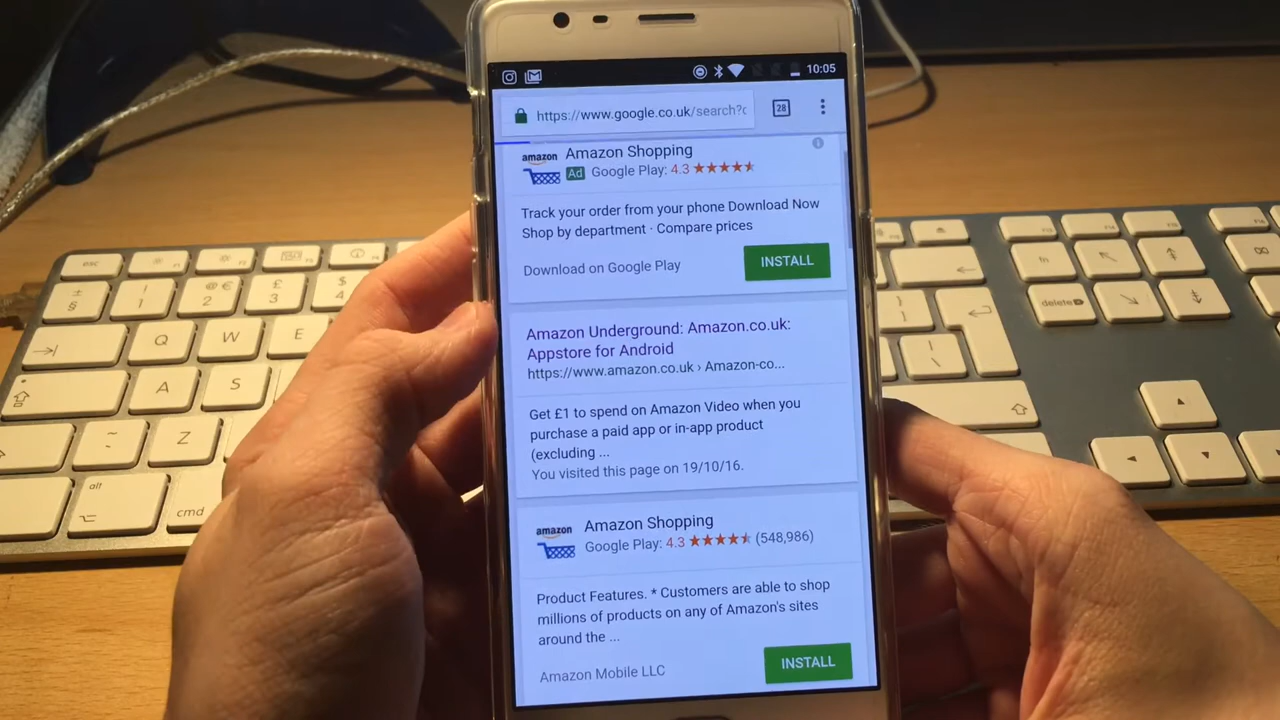 10:05
https://www.google.co.uk/search?c
28
amazon
Amazon Shopping
Ad Google Play: 4.3
Track your order from your phone Download Now
Shop by department · Compare prices
Download on Google Play
INSTALL
Amazon Underground: Amazon.co.uk:
Appstore for Android
https://www.amazon.co.uk › Amazon-co...
Get £1 to spend on Amazon Video when you
purchase a paid app or in-app product
(excluding ...
You visited this page on 19/10/16.
amazon
Amazon Shopping
Google Play: 4.3 (548,986)
Product Features. * Customers are able to shop
millions of products on any of Amazon's sites
around the ...
Amazon Mobile LLC
INSTALL
esc
± §
! 1
@ € 2
£ 3
$ 4
Q
W
E
A
S
~ `
Z
alt
cmd
} ]
| \
fn
delete